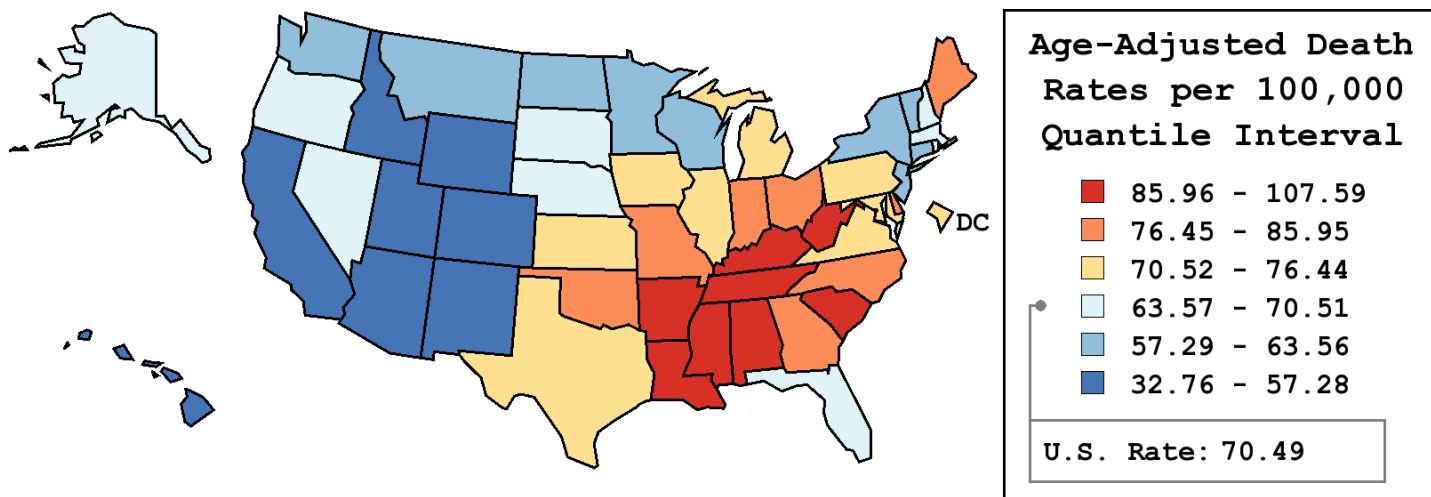 Age-Adjusted Death
Rates per 100,000
Quantile Interval
85.96 - 107.59
76.45 - 85.95
70.52 - 76.44
63.57 - 70.51
57.29 - 63.56
32.76 - 57.28
U.S. Rate: 70.49
DC